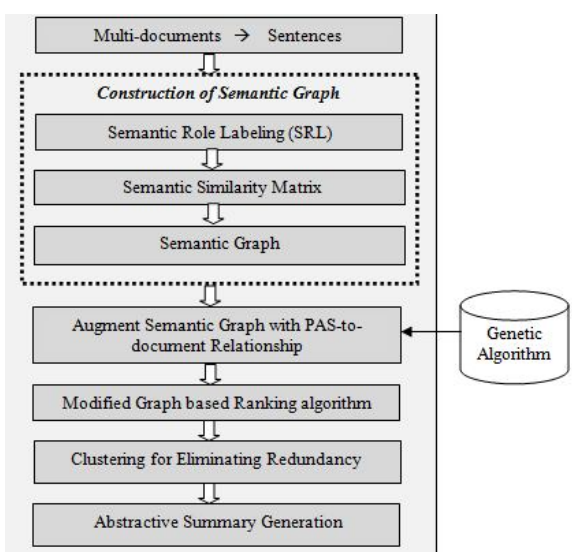 Multi-documents → Sentences
Construction of Semantic Graph
Semantic Role Labeling (SRL)
Semantic Similarity Matrix
Semantic Graph
Augment Semantic Graph with PAS-to-
document Relationship
Genetic
Algorithm
Modified Graph based Ranking algorithm
Clustering for Eliminating Redundancy
Abstractive Summary Generation